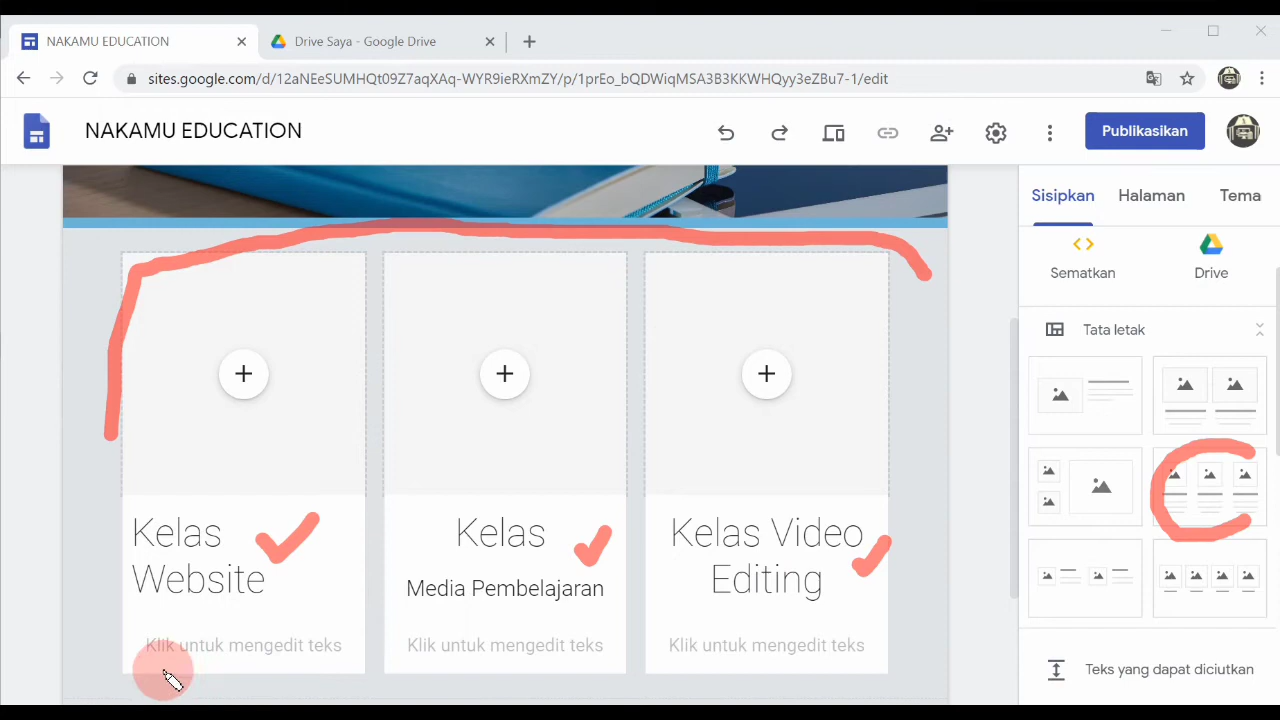 NAKAMU EDUCATION
Drive Saya - Google Drive
sites.google.com/d/12aNEeSUMHQt09Z7aqXAq-WYR9ieRXmZY/p/1prEo_bQDWiqMSA3B3KKWHQyy3eZBu7-1/edit
NAKAMU EDUCATION
Publikasikan
Sisipkan
Halaman
Tema
Sematkan
Drive
Tata letak
Kelas
Website
Klik untuk mengedit teks
Kelas
Media Pembelajaran
Klik untuk mengedit teks
Kelas Video
Editing
Klik untuk mengedit teks
Teks yang dapat diciutkan